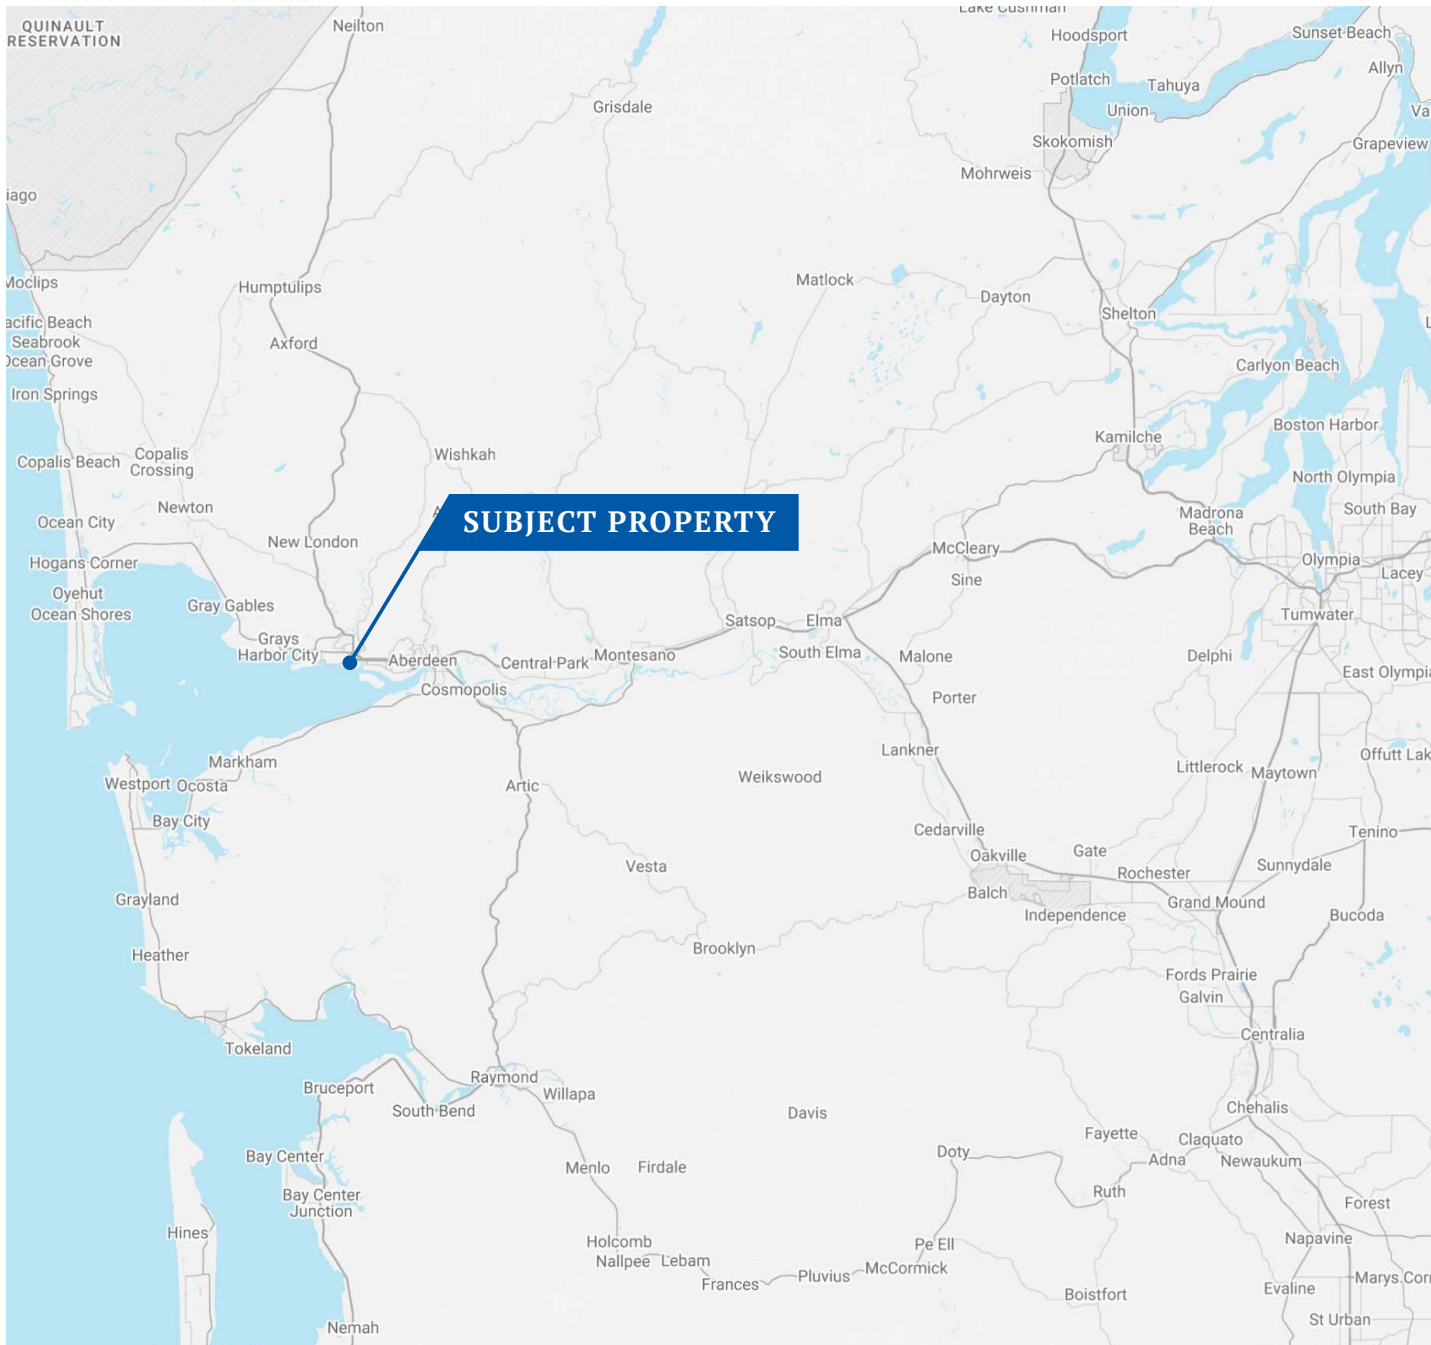 Lake Cushman
QUINAULT
RESERVATION
Neilton
Hoodsport
Sunset Beach
Allyn
Potlatch
Tahuya
Grisdale
Union
Va
Skokomish
Grapeview
Mohrweis
iago
Moclips
Humptulips
Matlock
Dayton
Shelton
acific Beach
Seabrook
Ocean Grove
Axford
Carlyon Beach
Iron Springs
Boston Harbor
Kamilche
Copalis Beach
Copalis
Crossing
Wishkah
North Olympia
Newton
South Bay
Ocean City
Madrona
Beach
SUBJECT PROPERTY
New London
McCleary
Hogans Corner
Olympia
Lacey
Sine
Oyehut
Ocean Shores
Gray Gables
Tumwater
Satsop
Elma
Grays
Harbor City
Aberdeen
Central Park
Montesano
South Elma
Malone
Delphi
East Olympia
Cosmopolis
Porter
Lankner
Markham
Offutt Lak
Westport
Ocosta
Artic
Weikswood
Littlerock
Maytown
Bay City
Cedarville
Tenino
Oakville
Gate
Vesta
Rochester
Sunnydale
Balch
Grayland
Grand Mound
Independence
Bucoda
Brooklyn
Heather
Fords Prairie
Galvin
Centralia
Tokeland
Raymond
Bruceport
Willapa
South Bend
Davis
Chehalis
Fayette
Claquato
Bay Center
Doty
Adna
Newaukum
Menlo
Firdale
Bay Center
Junction
Ruth
Forest
Hines
Holcomb
Pe Ell
Napavine
Nallpee
Lebam
McCormick
Frances
Pluvius
Marys Cor
Boistfort
Evaline
St Urban
Nemah